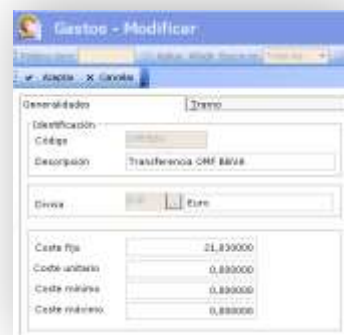 Gastos - Modificar
Aceptar Cancelar
Generalidades Tramo
Identificación
Código
Descripción Transferencia OMF BBVA
Divisa Euro
Coste fijo 21,030000
Coste unitario 0,000000
Coste mínimo 0,000000
Coste máximo 0,000000